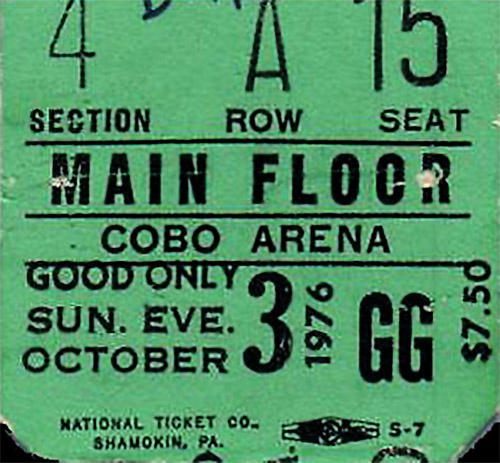 4 A 15
SECTION ROW SEAT
MAIN FLOOR
COBO ARENA
GOOD ONLY
SUN. EVE.
OCTOBER 3 1976 GG $7.50
NATIONAL TICKET CO. S-7
SHAMOKIN, PA.